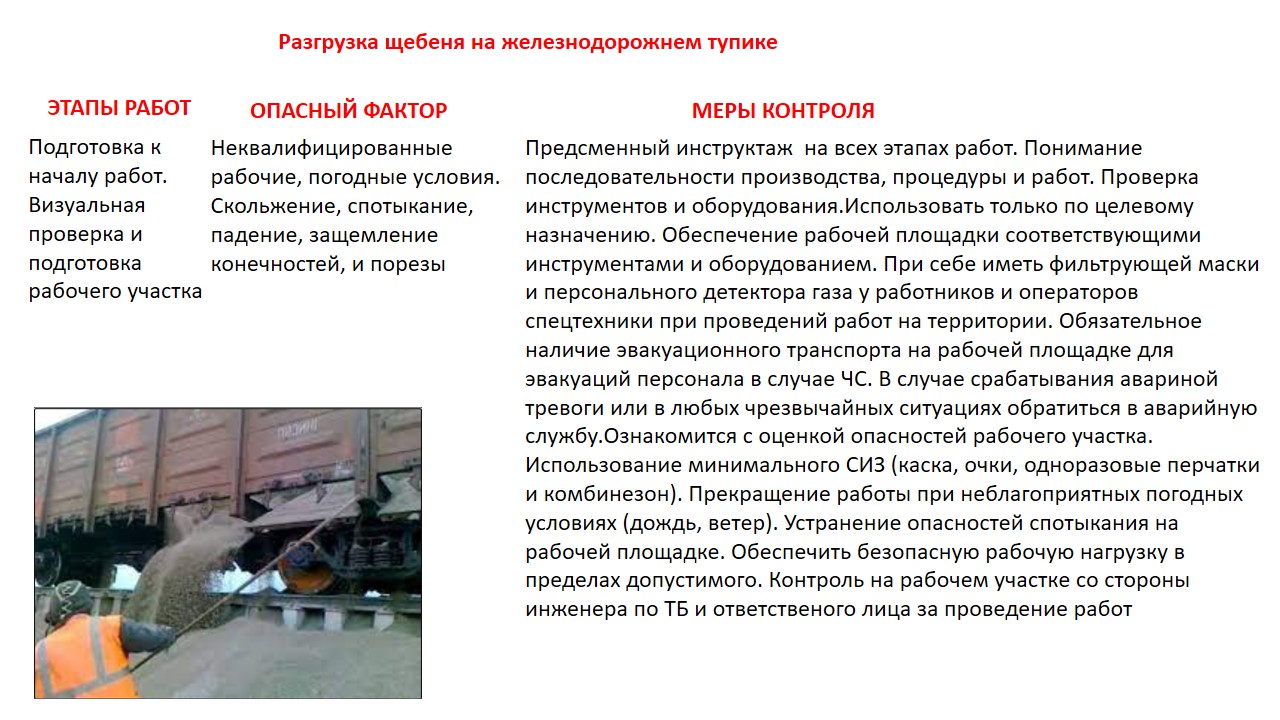 Разгрузка щебеня на железнодорожнем тупике
ЭТАПЫ РАБОТ
ОПАСНЫЙ ФАКТОР
МЕРЫ КОНТРОЛЯ
Подготовка к
началу работ.
Визуальная
проверка и
подготовка
рабочего участка
Неквалифицированные
рабочие, погодные условия.
Скольжение, спотыкание,
падение, защемление
конечностей, и порезы
Предсменный инструктаж  на всех этапах работ. Понимание
последовательности производства, процедуры и работ. Проверка
инструментов и оборудования.Использовать только по целевому
назначению. Обеспечение рабочей площадки соответствующими
инструментами и оборудованием. При себе иметь фильтрующей маски
и персонального детектора газа у работников и операторов
спецтехники при проведений работ на территории. Обязательное
наличие эвакуационного транспорта на рабочей площадке для
эвакуаций персонала в случае ЧС. В случае срабатывания авариной
тревоги или в любых чрезвычайных ситуациях обратиться в аварийную
службу.Ознакомится с оценкой опасностей рабочего участка.
Использование минимального СИЗ (каска, очки, одноразовые перчатки
и комбинезон). Прекращение работы при неблагоприятных погодных
условиях (дождь, ветер). Устранение опасностей спотыкания на
рабочей площадке. Обеспечить безопасную рабочую нагрузку в
пределах допустимого. Контроль на рабочем участке со стороны
инженера по ТБ и ответственого лица за проведение работ